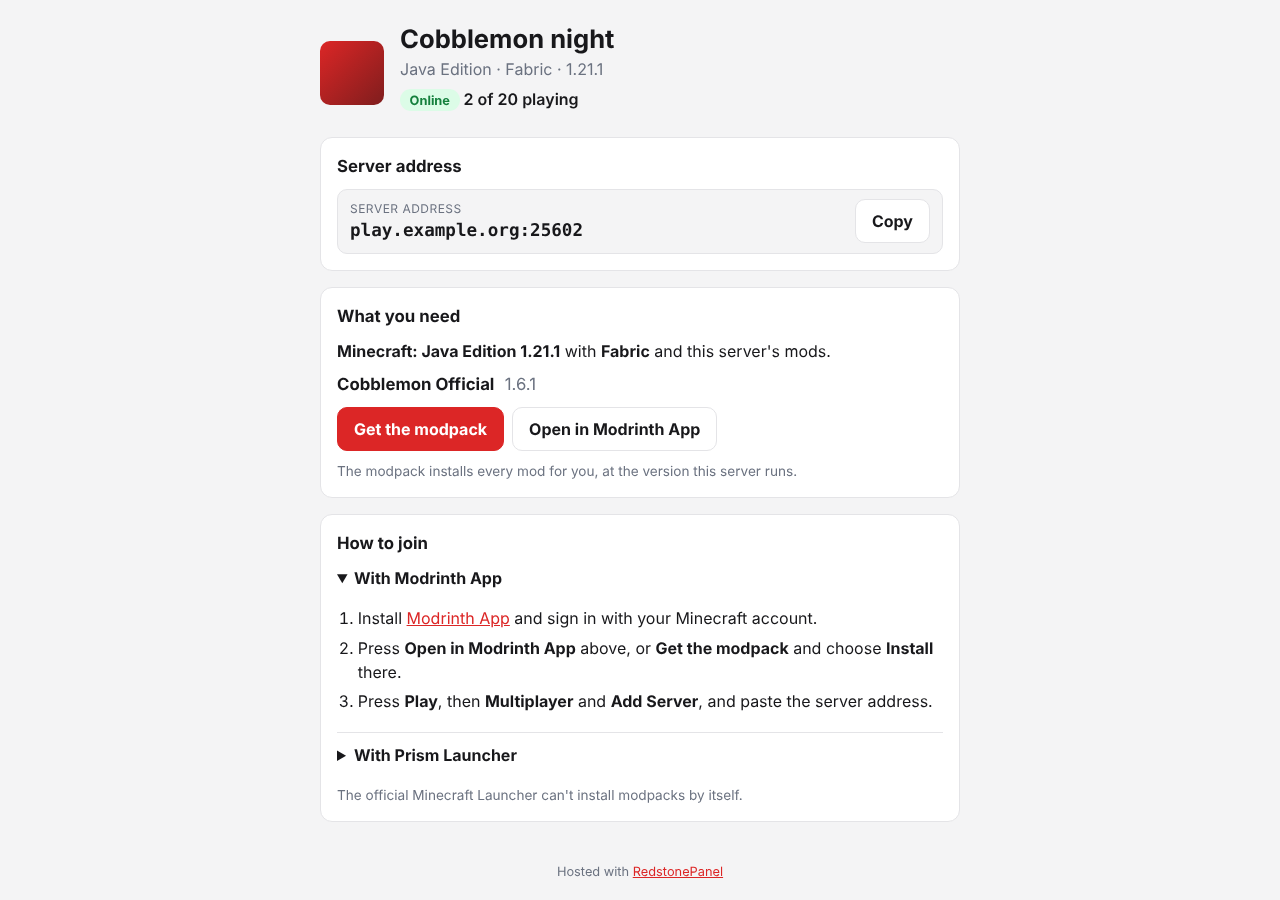 Cobblemon night
Java Edition · Fabric · 1.21.1
Online 2 of 20 playing
Server address
SERVER ADDRESS
play.example.org:25602
Copy
What you need
Minecraft: Java Edition 1.21.1 with Fabric and this server's mods.
Cobblemon Official 1.6.1
Get the modpack
Open in Modrinth App
The modpack installs every mod for you, at the version this server runs.
How to join
With Modrinth App
1. Install Modrinth App and sign in with your Minecraft account.
2. Press Open in Modrinth App above, or Get the modpack and choose Install
there.
3. Press Play, then Multiplayer and Add Server, and paste the server address.
With Prism Launcher
The official Minecraft Launcher can't install modpacks by itself.
Hosted with RedstonePanel